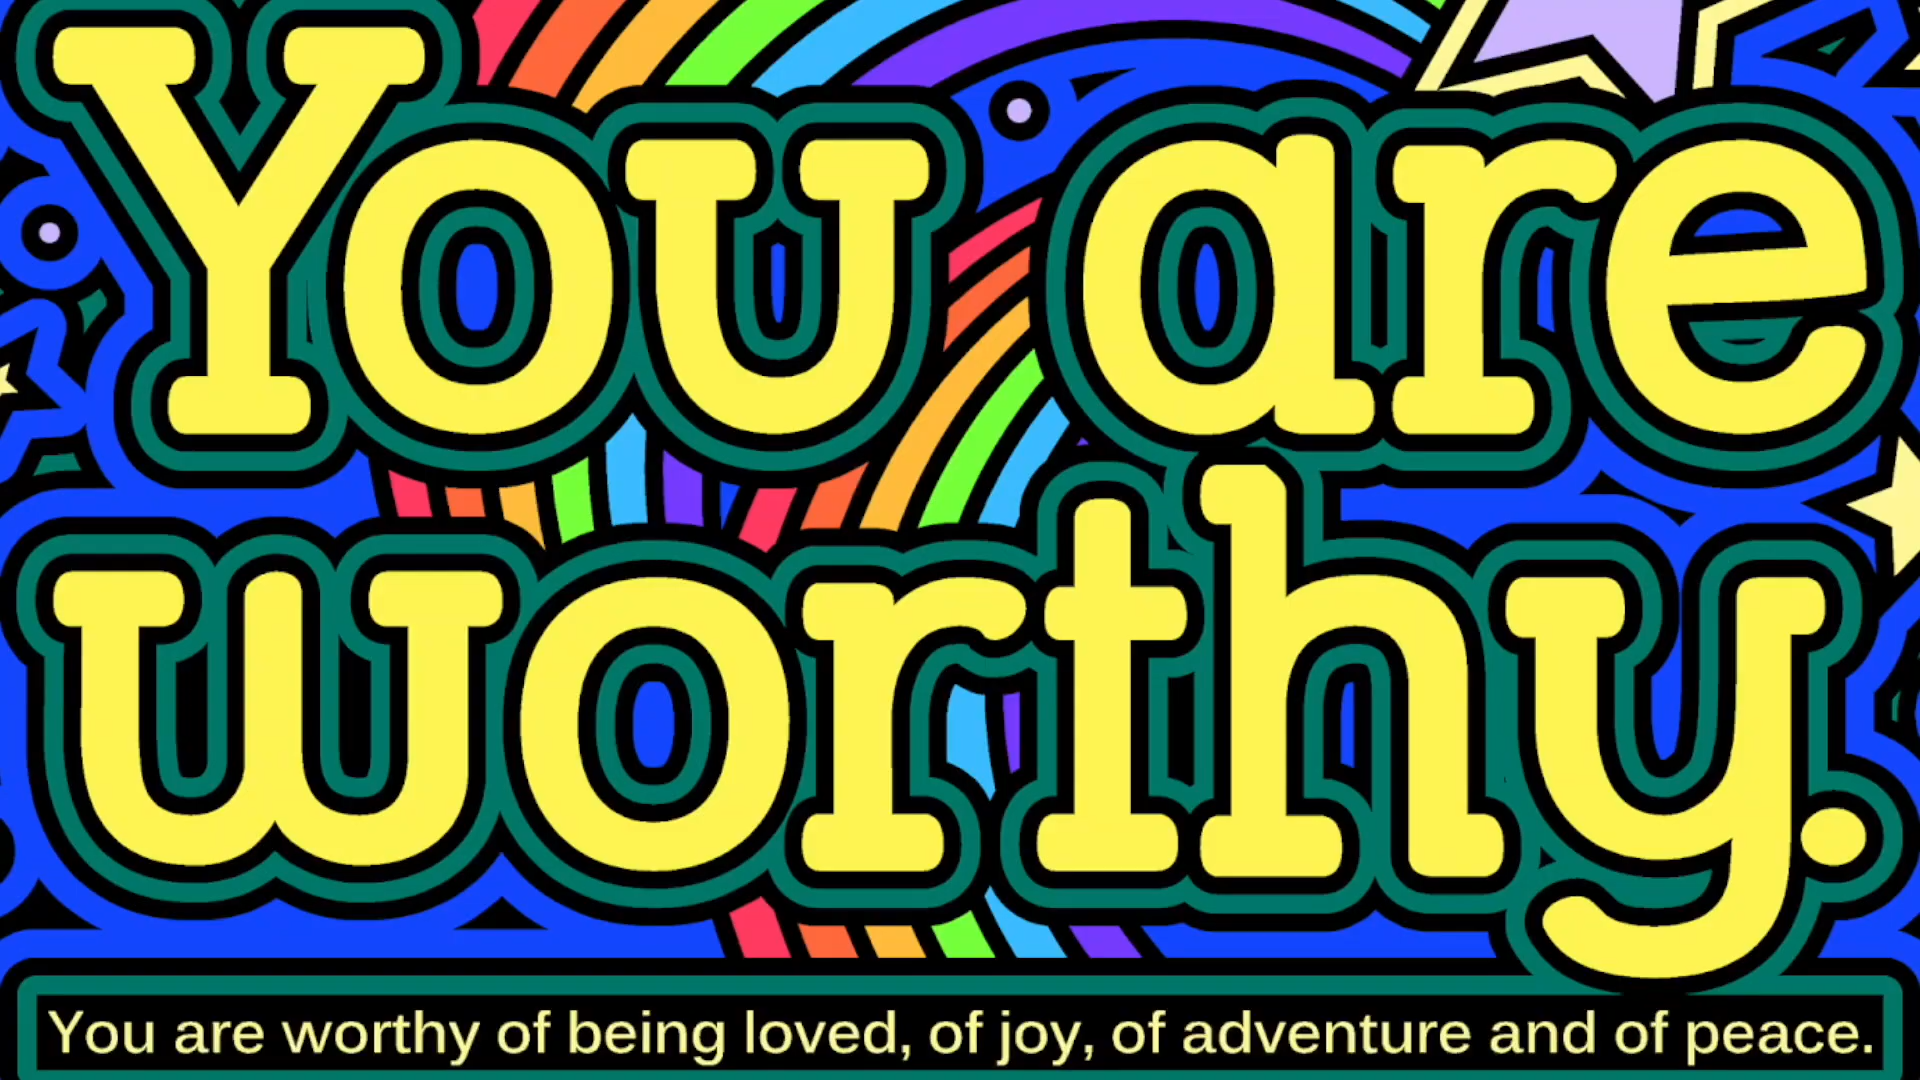 You are
worthy.
You are worthy of being loved, of joy, of adventure and of peace.